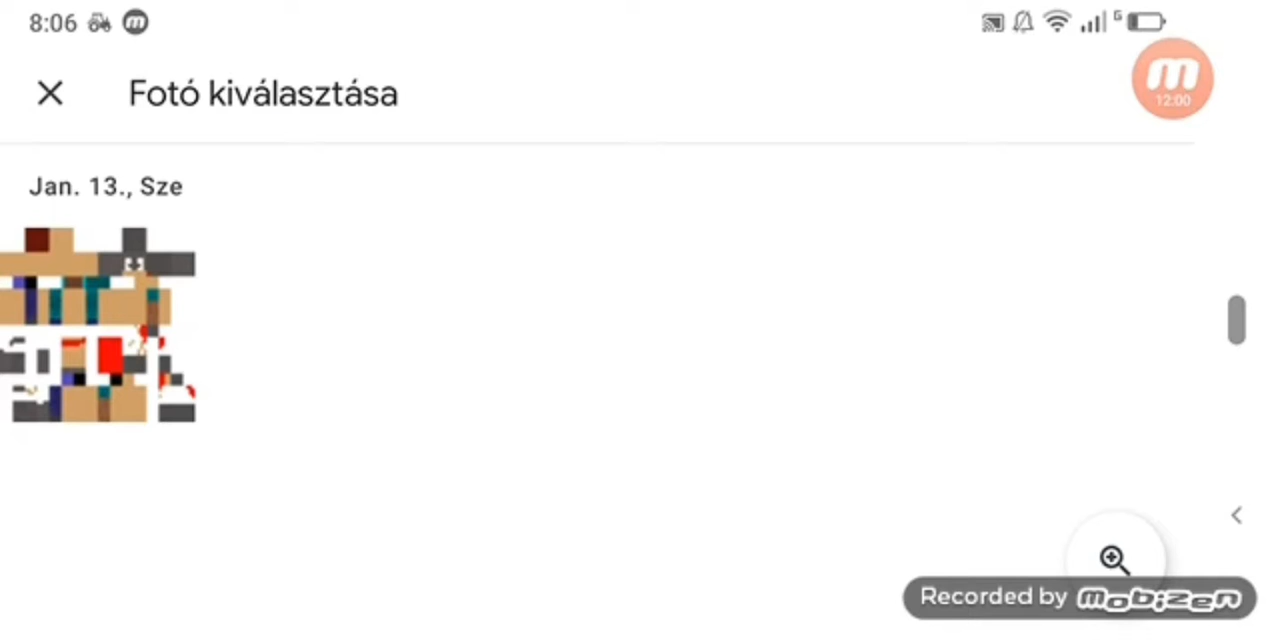 8:06
G
Fotó kiválasztása
12:00
Jan. 13., Sze
Recorded by mobizen